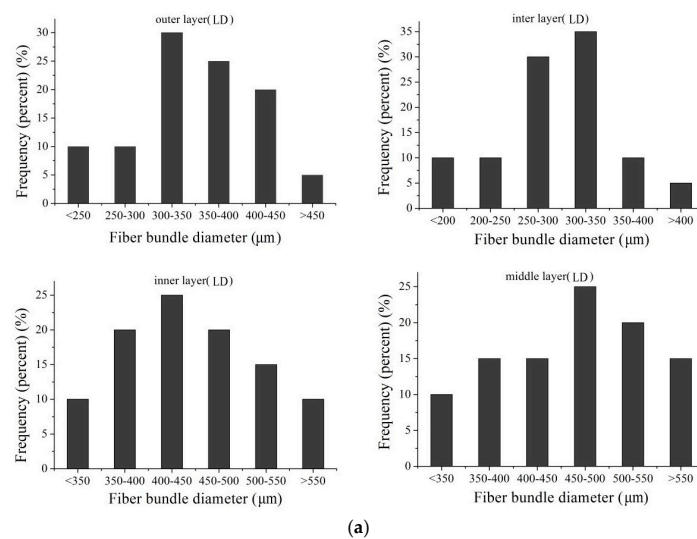 outer layer(LD)
Frequency (percent) (%)
30
25
20
15
10
5
0
<250 250-300 300-350 350-400 400-450 >450
Fiber bundle diameter (μm)
inter layer(LD)
Frequency (percent) (%)
35
30
25
20
15
10
5
0
<200 200-250 250-300 300-350 350-400 >400
Fiber bundle diameter (μm)
inner layer(LD)
Frequency (percent) (%)
25
20
15
10
5
0
<350 350-400 400-450 450-500 500-550 >550
Fiber bundle diameter (μm)
middle layer(LD)
Frequency (percent) (%)
25
20
15
10
5
0
<350 350-400 400-450 450-500 500-550 >550
Fiber bundle diameter (μm)
(a)